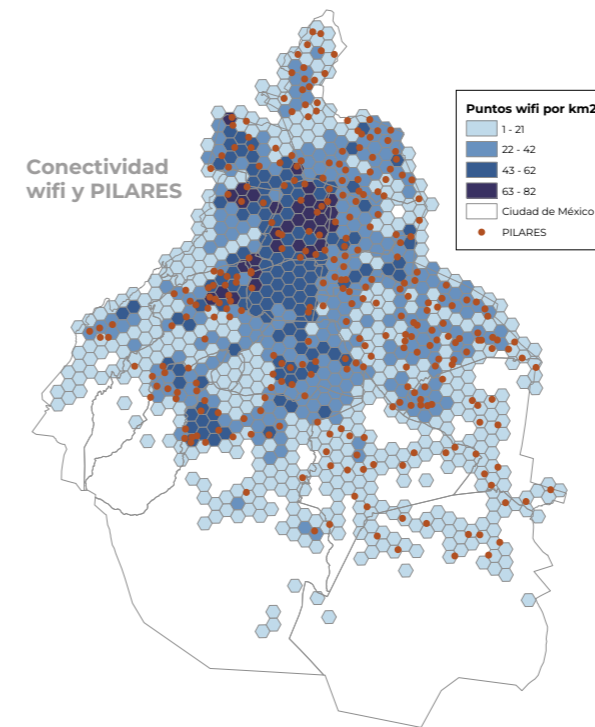 Conectividad
wifi y PILARES
Puntos wifi por km2
1 - 21
22 - 42
43 - 62
63 - 82
Ciudad de México
PILARES